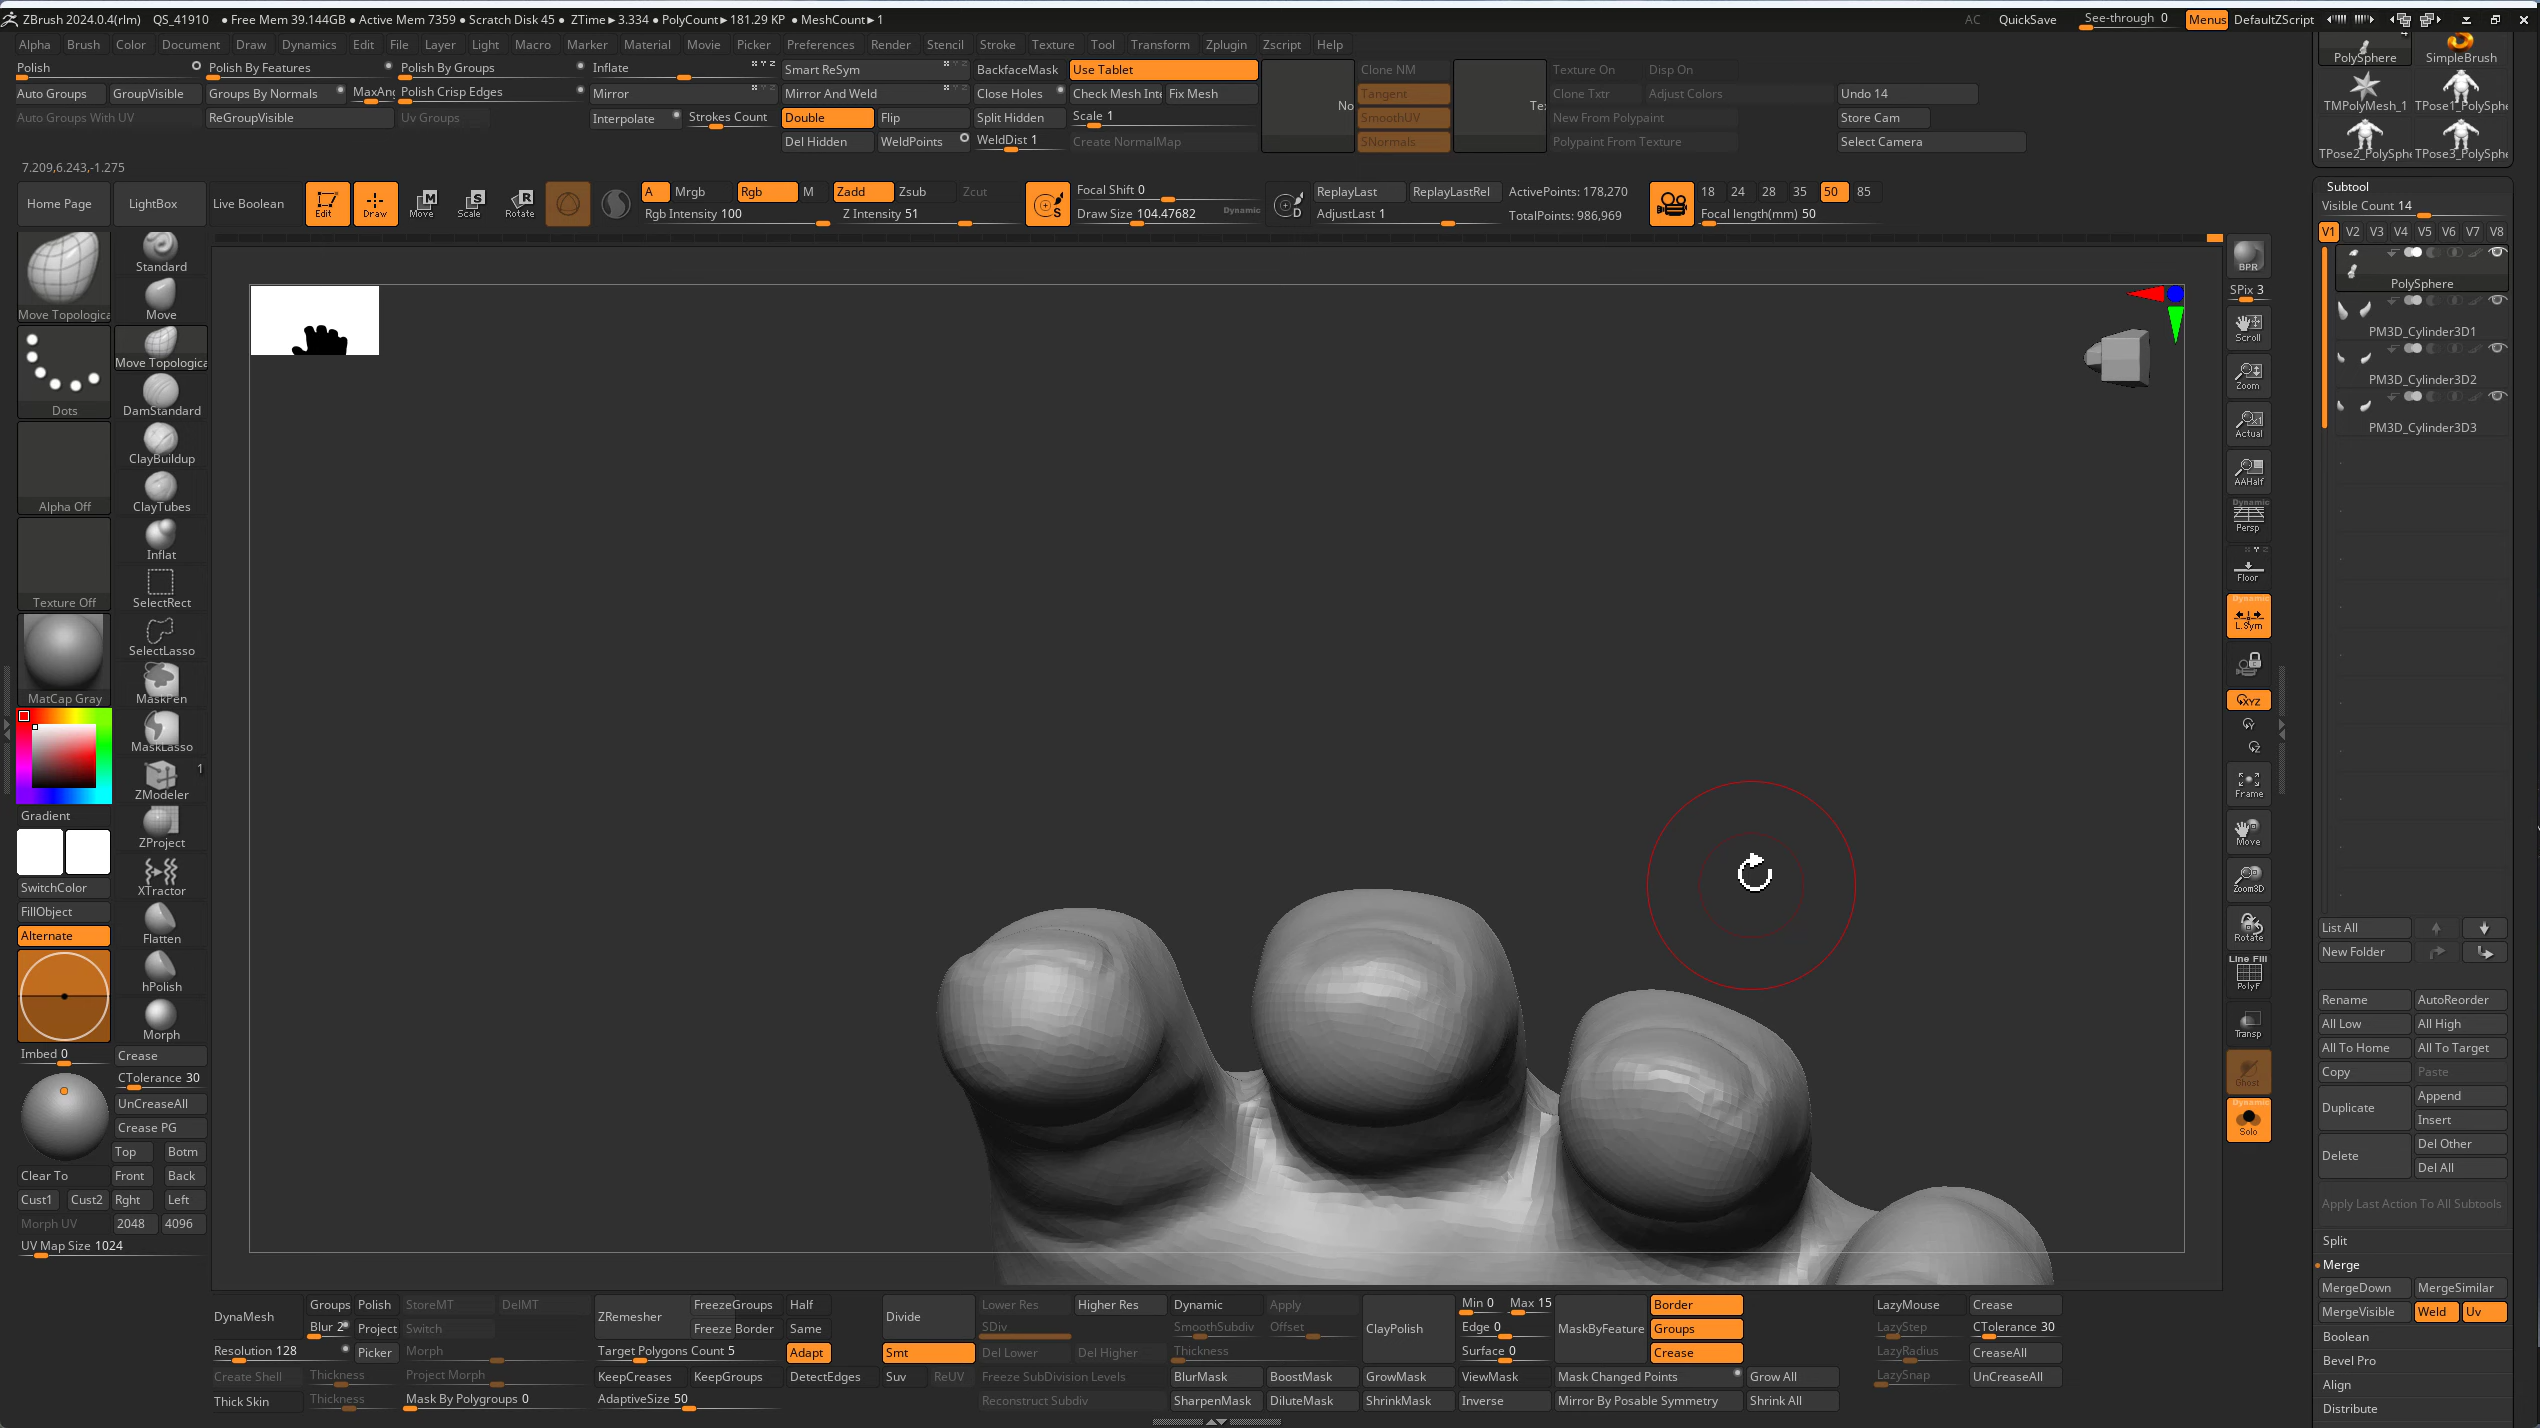 ZBrush 2024.0.4(rlm) QS_41910 ● Free Mem 39.144GB ● Active Mem 7359 ● Scratch Disk 45 ● ZTime►3.334 ● PolyCount►181.29 KP ● MeshCount►1 AC QuickSave See-through 0 Menus DefaultZScript
Alpha Brush Color Document Draw Dynamics Edit File Layer Light Macro Marker Material Movie Picker Preferences Render Stencil Stroke Texture Tool Transform Zplugin Zscript Help
Polish Polish By Features Polish By Groups Inflate Smart ReSym BackfaceMask Use Tablet Clone NM Texture On Disp On
Auto Groups GroupVisible Groups By Normals MaxAn Polish Crisp Edges Mirror Mirror And Weld Close Holes Check Mesh Inte Fix Mesh No Tangent Tex Clone Txtr Adjust Colors Undo 14
Auto Groups With UV ReGroupVisible Uv Groups Interpolate Strokes Count Double Flip Split Hidden Scale 1 SmoothUV New From Polypaint Store Cam
Del Hidden WeldPoints WeldDist 1 Create NormalMap SNormals Polypaint From Texture Select Camera
7.209,6.243,-1.275
Home Page LightBox Live Boolean Edit Draw Move Scale Rotate A Mrgb Rgb M Zadd Zsub Zcut Focal Shift 0 ReplayLast ReplayLastRel ActivePoints: 178,270 18 24 28 35 50 85
Rgb Intensity 100 Z Intensity 51 S Draw Size 104.47682 Dynamic D AdjustLast 1 TotalPoints: 986,969 Focal length(mm) 50
Move Topologica
Dots
Alpha Off
Texture Off
MatCap Gray
Gradient
SwitchColor
FillObject
Alternate
Imbed 0
Standard
Move
Move Topologica
DamStandard
ClayBuildup
ClayTubes
Inflat
SelectRect
SelectLasso
MaskPen
MaskLasso
1
ZModeler
ZProject
XTractor
Flatten
hPolish
Morph
Crease
CTolerance 30
UnCreaseAll
Crease PG
Top Botm
Clear To Front Back
Cust1 Cust2 Rght Left
Morph UV 2048 4096
UV Map Size 1024
BPR
SPix 3
Scroll
Zoom
Actual
AAHalf
Dynamic
Persp
Floor
Dynamic
L.Sym
XYZ
Y
Z
Frame
Move
Zoom3D
Rotate
Line Fill
PolyF
Transp
Ghost
Dynamic
Solo
4
PolySphere SimpleBrush
TMPolyMesh_1 TPose1_PolySphe
TPose2_PolySphe TPose3_PolySphe
Subtool
Visible Count 14
V1 V2 V3 V4 V5 V6 V7 V8
PolySphere
PM3D_Cylinder3D1
PM3D_Cylinder3D2
PM3D_Cylinder3D3
List All
New Folder
Rename AutoReorder
All Low All High
All To Home All To Target
Copy Paste
Duplicate Append
Insert
Delete Del Other
Del All
Apply Last Action To All Subtools
Split
Merge
MergeDown MergeSimilar
MergeVisible Weld Uv
Boolean
Bevel Pro
Align
Distribute
DynaMesh Groups Polish StoreMT DelMT ZRemesher FreezeGroups Half Divide Lower Res Higher Res Dynamic Apply ClayPolish Min 0 Max 15 MaskByFeature Border LazyMouse Crease
Blur 2 Project Switch Freeze Border Same SDiv SmoothSubdiv Offset Edge 0 Groups LazyStep CTolerance 30
Resolution 128 Picker Morph Target Polygons Count 5 Adapt Smt Del Lower Del Higher Thickness Surface 0 Crease LazyRadius CreaseAll
Create Shell Thickness Project Morph KeepCreases KeepGroups DetectEdges Suv ReUV Freeze SubDivision Levels BlurMask BoostMask GrowMask ViewMask Mask Changed Points Grow All LazySnap UnCreaseAll
Thick Skin Thickness Mask By Polygroups 0 AdaptiveSize 50 Reconstruct Subdiv SharpenMask DiluteMask ShrinkMask Inverse Mirror By Posable Symmetry Shrink All